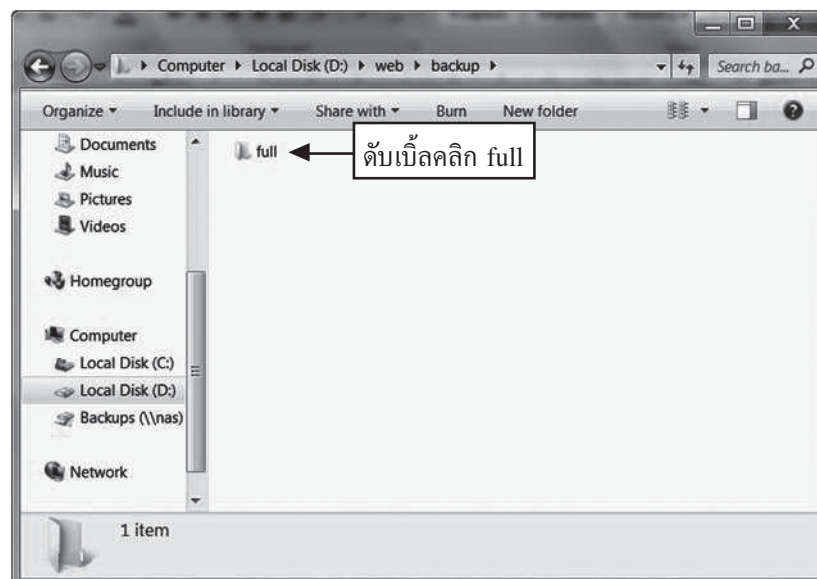 Computer ▸ Local Disk (D:) ▸ web ▸ backup ▸
Search ba...
Organize Include in library Share with Burn New folder
Documents
Music
Pictures
Videos
Homegroup
Computer
Local Disk (C:)
Local Disk (D:)
Backups (\\nas)
Network
full
ดับเบิ้ลคลิก full
1 item